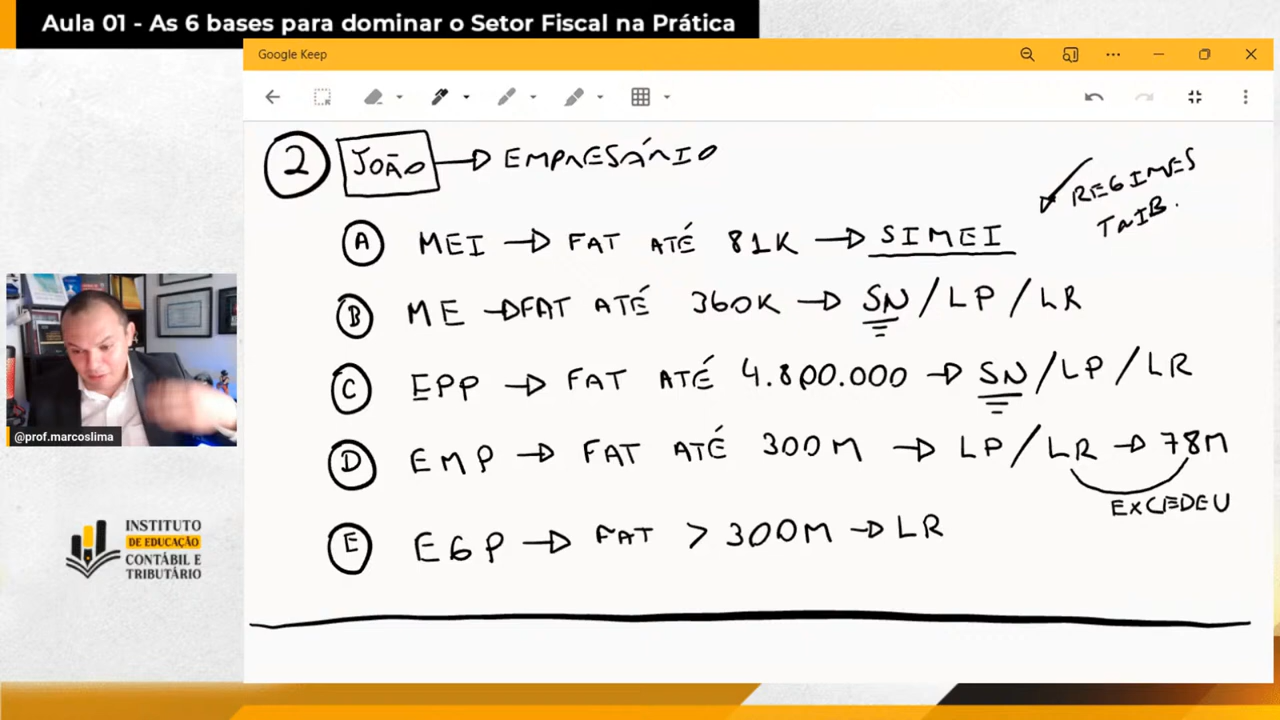 Aula 01 - As 6 bases para dominar o Setor Fiscal na Prática
Google Keep
2 JOÃO → EMPRESÁRIO
REGIMES
TRIB.
A MEI → FAT ATÉ 81K → SIMEI
B ME → FAT ATÉ 360K → SN / LP / LR
C EPP → FAT ATÉ 4.800.000 → SN / LP / LR
D EMP → FAT ATÉ 300M → LP / LR → 78M
EXCEDEU
E EGP → FAT > 300M → LR
@prof.marcoslima
INSTITUTO
DE EDUCAÇÃO
CONTÁBIL E
TRIBUTÁRIO